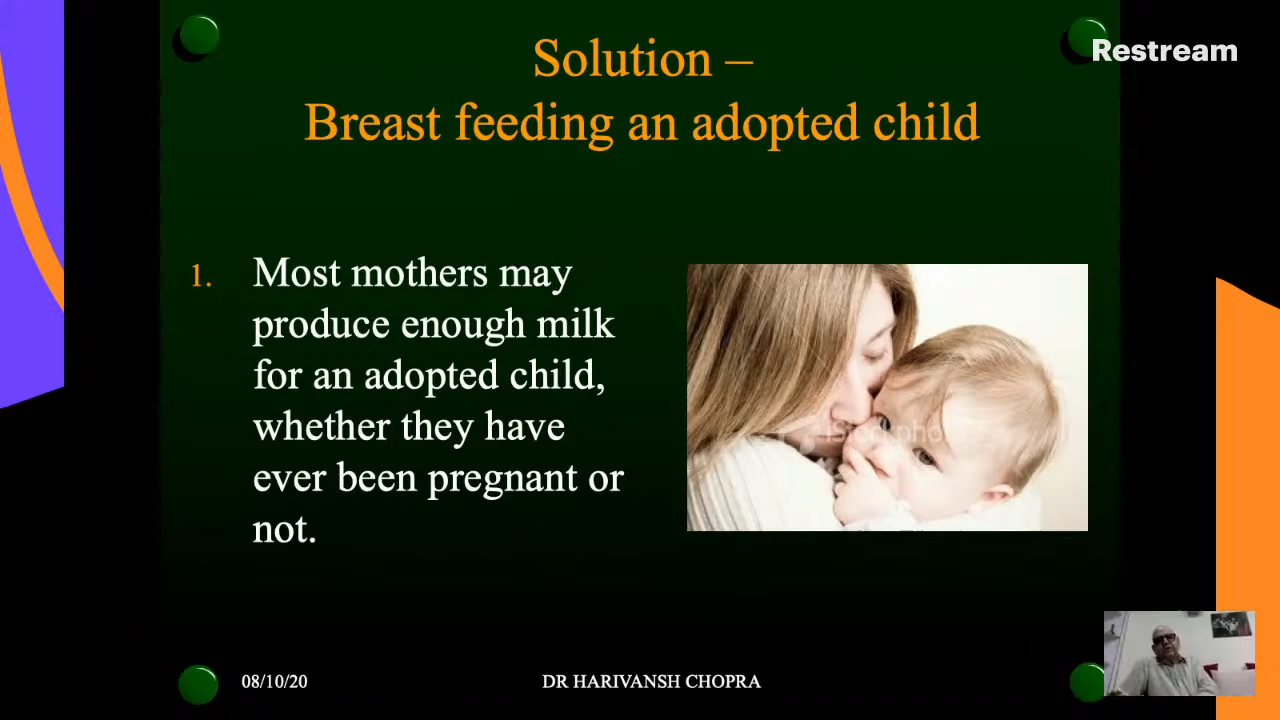 Restream
Solution –
Breast feeding an adopted child
1. Most mothers may
produce enough milk
for an adopted child,
whether they have
ever been pregnant or
not.
iStockpho
08/10/20
DR HARIVANSH CHOPRA